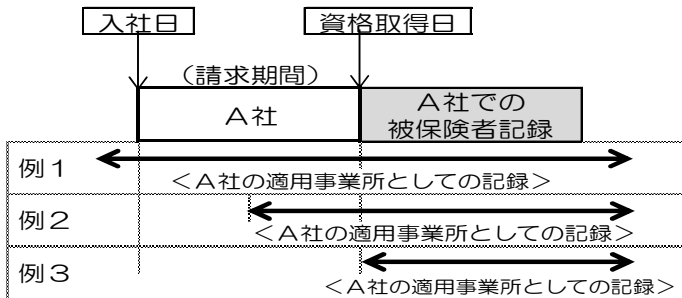 入社日 資格取得日
（請求期間）
Ａ社
Ａ社での
被保険者記録
例１
＜Ａ社の適用事業所としての記録＞
例２
＜Ａ社の適用事業所としての記録＞
例３
＜Ａ社の適用事業所としての記録＞